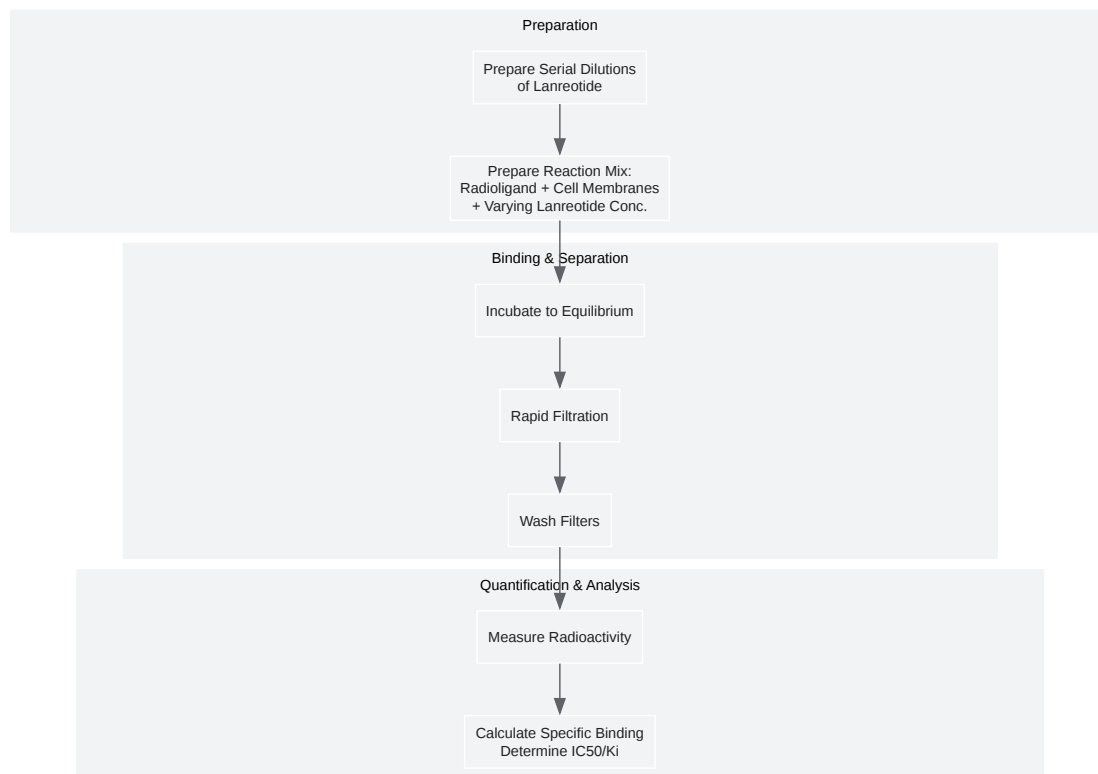 Preparation
Prepare Serial Dilutions
of Lanreotide
Prepare Reaction Mix:
Radioligand + Cell Membranes
+ Varying Lanreotide Conc.
Binding & Separation
Incubate to Equilibrium
Rapid Filtration
Wash Filters
Quantification & Analysis
Measure Radioactivity
Calculate Specific Binding
Determine IC50/Ki